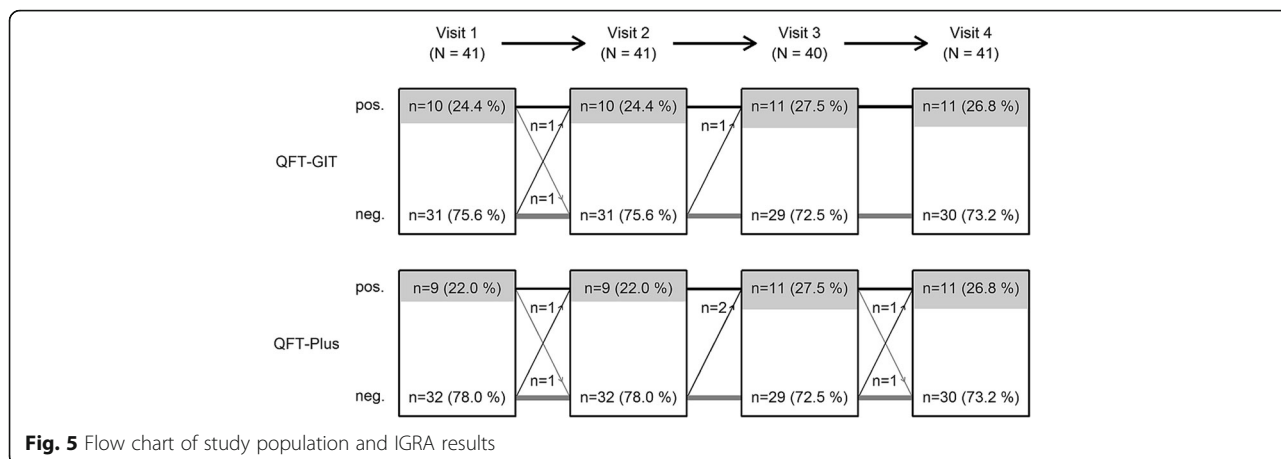 Visit 1 Visit 2 Visit 3 Visit 4
(N = 41) (N = 41) (N = 40) (N = 41)
pos. n=10 (24.4 %) n=10 (24.4 %) n=11 (27.5 %) n=11 (26.8 %)
n=1 n=1
QFT-GIT
n=1
neg. n=31 (75.6 %) n=31 (75.6 %) n=29 (72.5 %) n=30 (73.2 %)
pos. n=9 (22.0 %) n=9 (22.0 %) n=11 (27.5 %) n=11 (26.8 %)
n=1 n=2 n=1
QFT-Plus
n=1 n=1
neg. n=32 (78.0 %) n=32 (78.0 %) n=29 (72.5 %) n=30 (73.2 %)
Fig. 5 Flow chart of study population and IGRA results